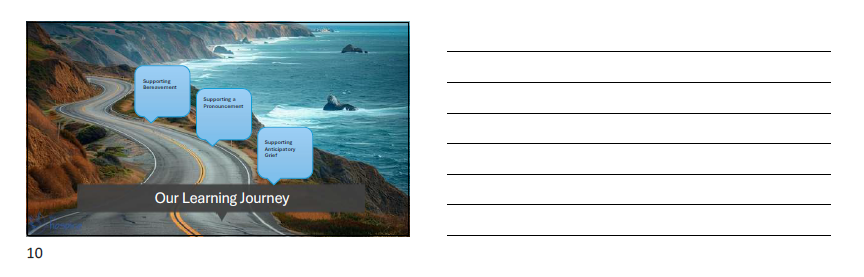 Supporting
Bereavement
Supporting a
Pronouncement
Supporting
Anticipatory
Grief
Our Learning Journey
10